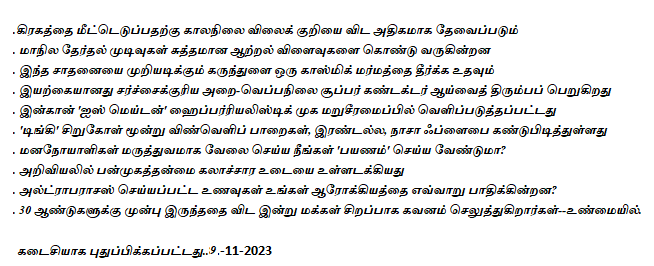 .கிரகத்தை மீட்டெடுப்பதற்கு காலநிலை விலைக் குறியை விட அதிகமாக தேவைப்படும்
. மாநில தேர்தல் முடிவுகள் சுத்தமான ஆற்றல் விளைவுகளை கொண்டு வருகின்றன
. இந்த சாதனையை முறியடிக்கும் கருந்துளை ஒரு காஸ்மிக் மர்மத்தை தீர்க்க உதவும்
. இயற்கையானது சர்ச்சைக்குரிய அறை-வெப்பநிலை சூப்பர் கண்டக்டர் ஆய்வைத் திரும்பப் பெறுகிறது
. இன்கான் 'ஐஸ் மெய்டன்' ஹைப்பர்ரியலிஸ்டிக் முக மறுசீரமைப்பில் வெளிப்படுத்தப்பட்டது
. 'டிங்கி' சிறுகோள் மூன்று விண்வெளிப் பாறைகள், இரண்டல்ல, நாசா ஃப்ளைபை கண்டுபிடித்துள்ளது
. மனநோயாளிகள் மருத்துவமாக வேலை செய்ய நீங்கள் 'பயணம்' செய்ய வேண்டுமா?
. அறிவியலில் பன்முகத்தன்மை கலாச்சார உடையை உள்ளடக்கியது
. அல்ட்ராபராசஸ் செய்யப்பட்ட உணவுகள் உங்கள் ஆரோக்கியத்தை எவ்வாறு பாதிக்கின்றன?
. 30 ஆண்டுகளுக்கு முன்பு இருந்ததை விட இன்று மக்கள் சிறப்பாக கவனம் செலுத்துகிறார்கள்--உண்மையில்.
கடைசியாக புதுப்பிக்கப்பட்டது..9.-11-2023